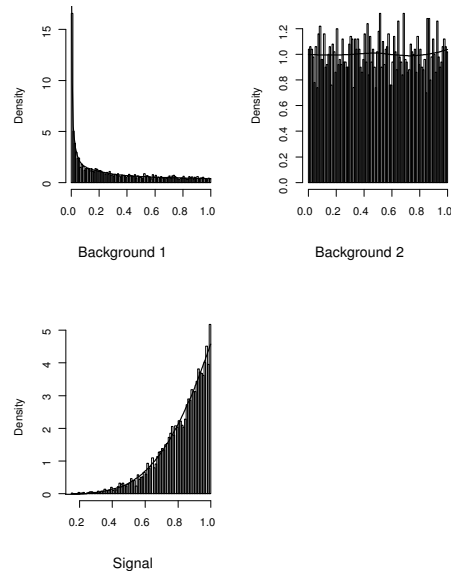 Density
0 5 10 15
0.0 0.2 0.4 0.6 0.8 1.0
Background 1
Density
0.0 0.2 0.4 0.6 0.8 1.0 1.2
0.0 0.2 0.4 0.6 0.8 1.0
Background 2
Density
0 1 2 3 4 5
0.2 0.4 0.6 0.8 1.0
Signal